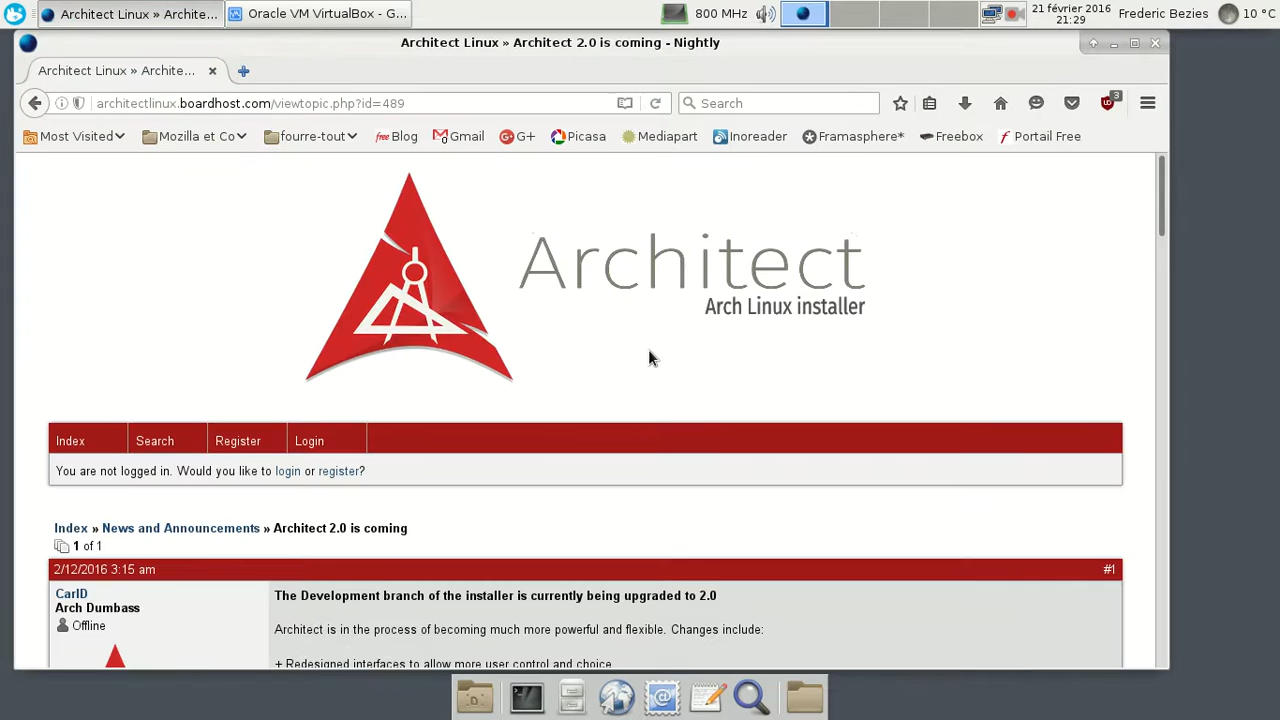 Architect Linux » Archite...
Oracle VM VirtualBox - G...
800 MHz
21 février 2016
21:29
Frederic Bezies
10 °C
Architect Linux » Architect 2.0 is coming - Nightly
Architect Linux » Archite...
architectlinux.boardhost.com/viewtopic.php?id=489
Search
3
Most Visited
Mozilla et Co
fourre-tout
free Blog
Gmail
G+
Picasa
Mediapart
Inoreader
Framasphere*
Freebox
Portail Free
Architect
Arch Linux installer
Index
Search
Register
Login
You are not logged in. Would you like to login or register?
Index » News and Announcements » Architect 2.0 is coming
1 of 1
2/12/2016 3:15 am
#1
CarlD
Arch Dumbass
Offline
The Development branch of the installer is currently being upgraded to 2.0
Architect is in the process of becoming much more powerful and flexible. Changes include:
+ Redesigned interfaces to allow more user control and choice